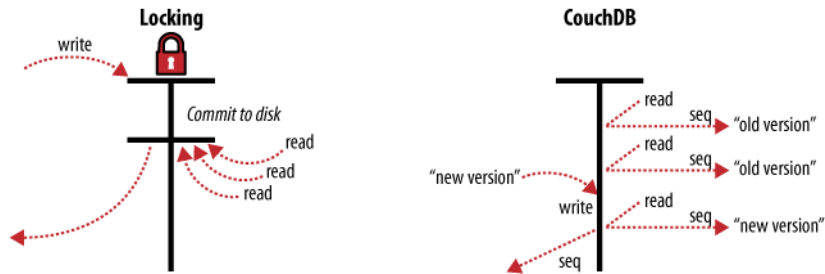 Locking
write
Commit to disk
read
read
read
CouchDB
read
seq
"old version"
read
seq
"old version"
"new version"
write
read
seq
"new version"
seq